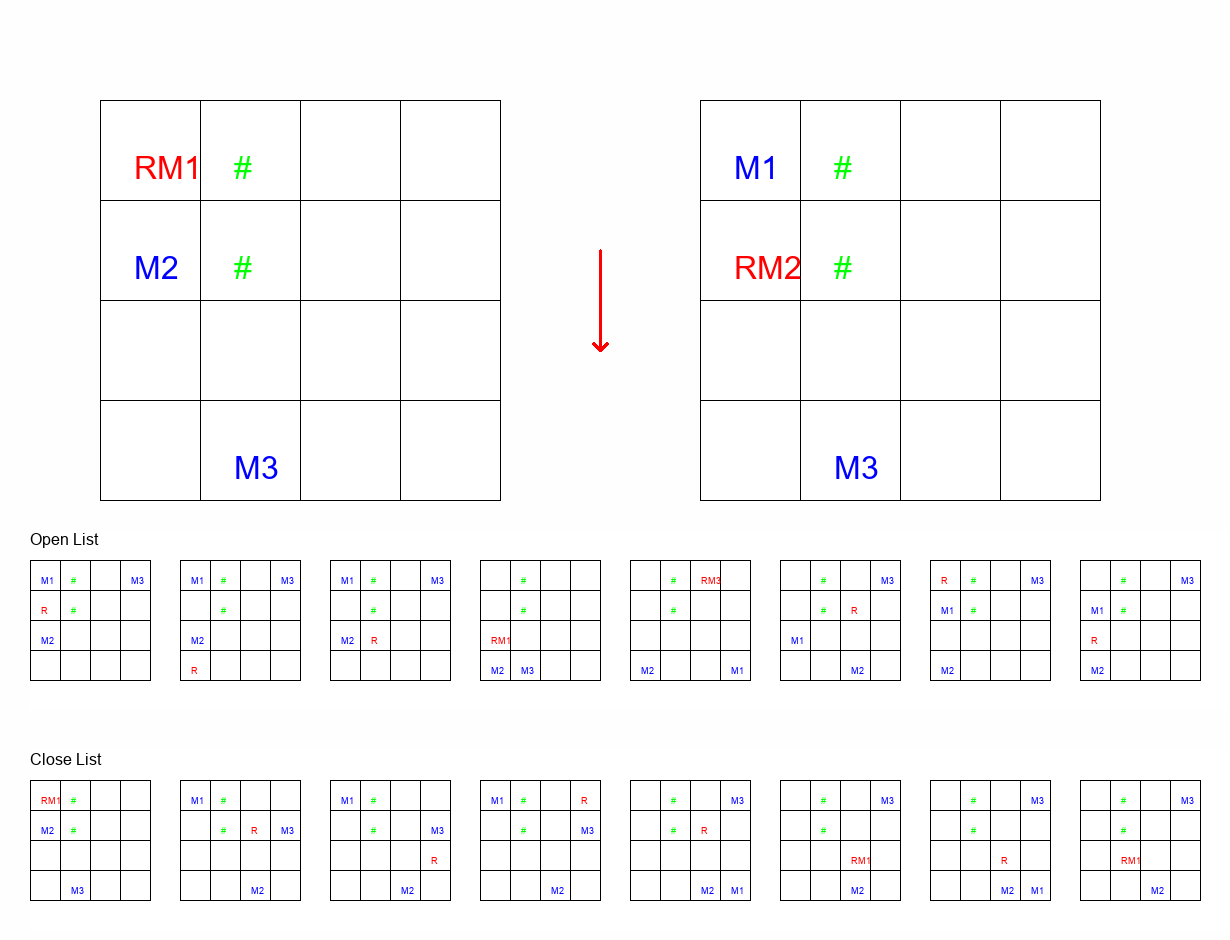 RM1 # M1 #
M2 # RM2 #
M3 M3
Open List
M1 # M3 M1 # M3 M1 # M3 # # RM3 # M3 R # M3 # M3
R # # # # # # R M1 # M1 #
M2 M2 M2 R RM1 M1 R
R M2 M3 M2 M1 M2 M2 M2
Close List
RM1 # M1 # M1 # M1 # R # M3 # M3 # M3 # M3
M2 # # R M3 # M3 # M3 # R # # #
R RM1 R RM1
M3 M2 M2 M2 M2 M1 M2 M2 M1 M2